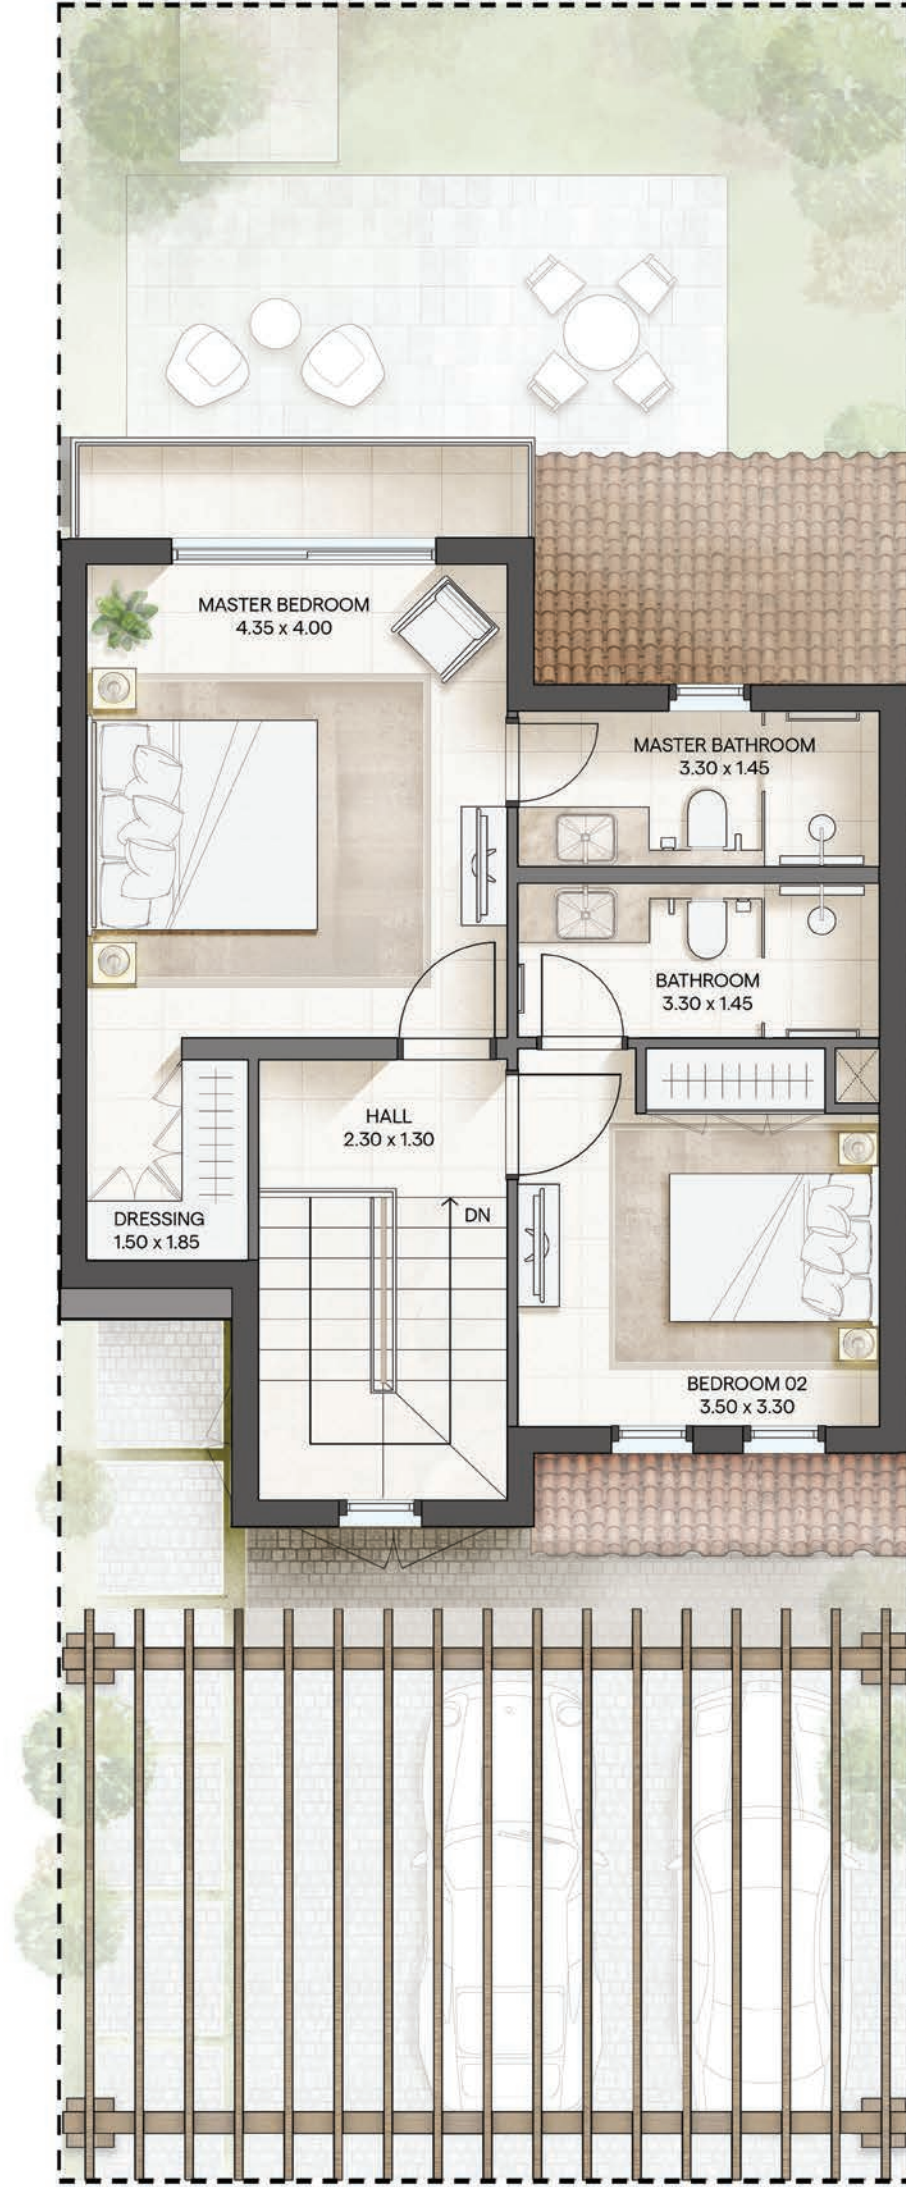 MASTER BEDROOM
4.35 x 4.00
MASTER BATHROOM
3.30 x 1.45
BATHROOM
3.30 x 1.45
HALL
2.30 x 1.30
DN
DRESSING
1.50 x 1.85
BEDROOM 02
3.50 x 3.30